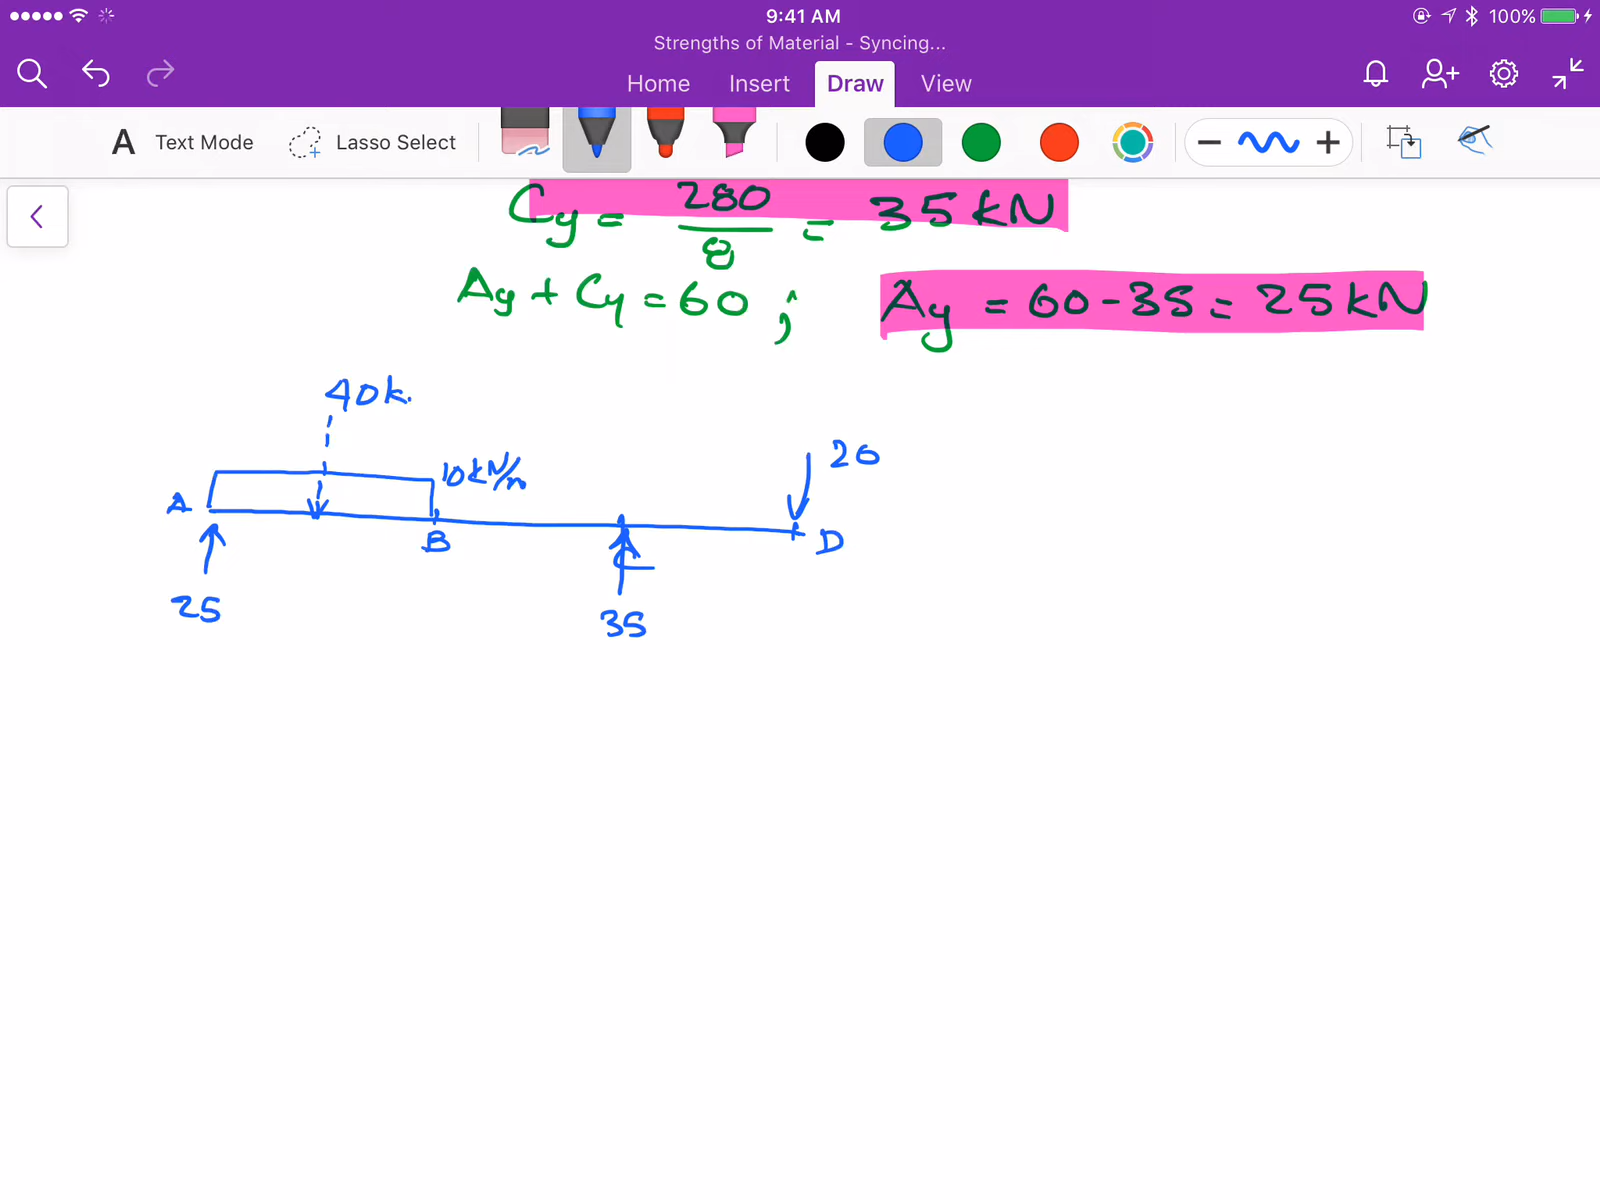 9:41 AM
100%
Strengths of Material - Syncing...
Home Insert Draw View
A Text Mode Lasso Select
Cy = 280/8 = 35 kN
Ay + Cy = 60 ; Ay = 60 - 35 = 25 kN
40k.
10kN/m
20
A
B
C
D
25
35